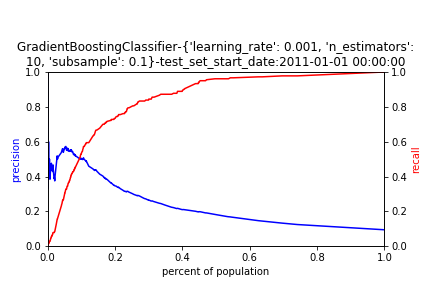 GradientBoostingClassifier-{'learning_rate': 0.001, 'n_estimators':
10, 'subsample': 0.1}-test_set_start_date:2011-01-01 00:00:00
1.0
0.8
0.6
0.4
0.2
0.0
precision
1.0
0.8
0.6
0.4
0.2
0.0
recall
0.0 0.2 0.4 0.6 0.8 1.0
percent of population